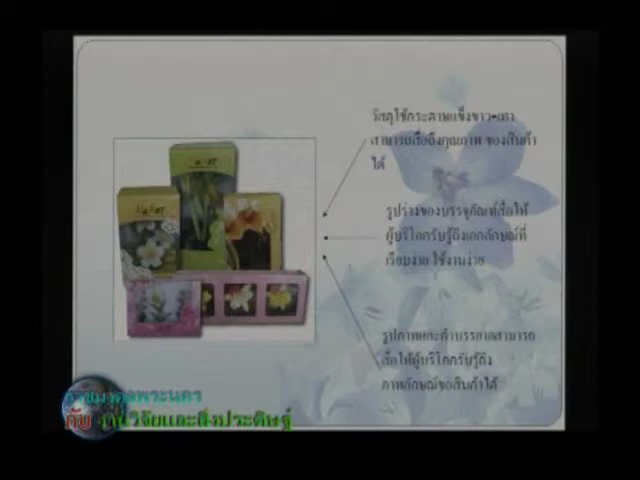 วัสดุใช้กระดาษแข็งขาว-เทา
สามารถสื่อถึงคุณภาพ ของสินค้า
ได้
รูปร่างของบรรจุภัณฑ์สื่อให้
ผู้บริโภครับรู้ถึงเอกลักษณ์ที่
เรียบง่าย ใช้งานง่าย
รูปภาพและคำบรรยายสามารถ
สื่อให้ผู้บริโภครับรู้ถึง
ภาพลักษณ์ขอสินค้าได้
ราชมงคลพระนคร
กับ งานวิจัยและสิ่งประดิษฐ์